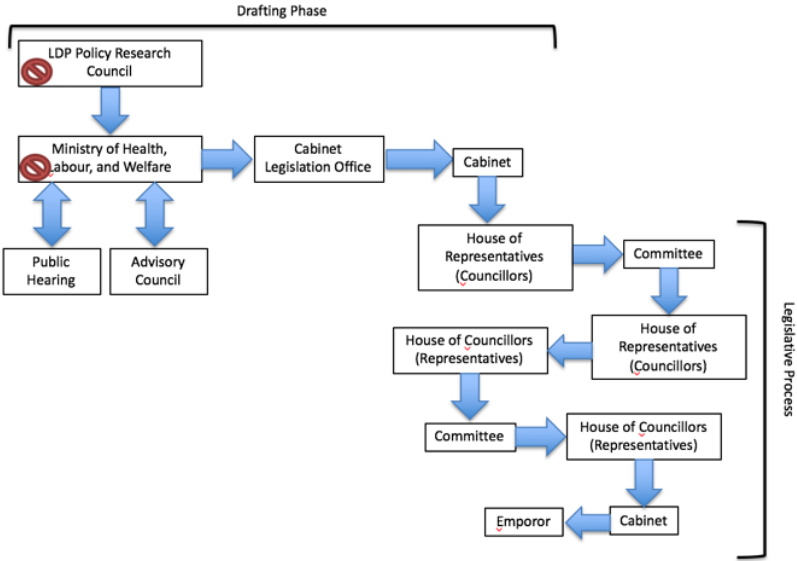 Drafting Phase
LDP Policy Research
Council
Ministry of Health,
Labour, and Welfare
Cabinet
Legislation Office
Cabinet
Public
Hearing
Advisory
Council
House of
Representatives
(Councillors)
Committee
House of
Representatives
(Councillors)
House of Councillors
(Representatives)
Committee
House of Councillors
(Representatives)
Cabinet
Emporor
Legislative Process